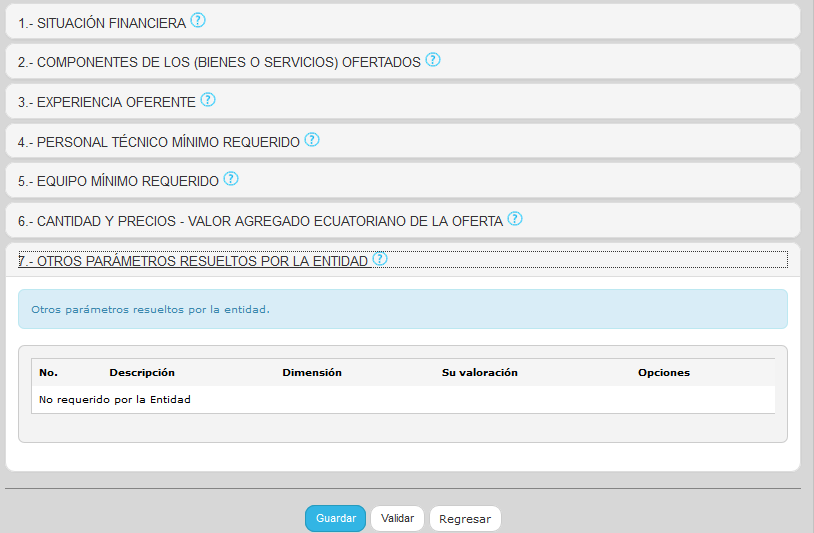 1.- SITUACIÓN FINANCIERA ?
2.- COMPONENTES DE LOS (BIENES O SERVICIOS) OFERTADOS ?
3.- EXPERIENCIA OFERENTE ?
4.- PERSONAL TÉCNICO MÍNIMO REQUERIDO ?
5.- EQUIPO MÍNIMO REQUERIDO ?
6.- CANTIDAD Y PRECIOS - VALOR AGREGADO ECUATORIANO DE LA OFERTA ?
7.- OTROS PARÁMETROS RESUELTOS POR LA ENTIDAD ?
Otros parámetros resueltos por la entidad.
No. Descripción Dimensión Su valoración Opciones
No requerido por la Entidad
Guardar Validar Regresar